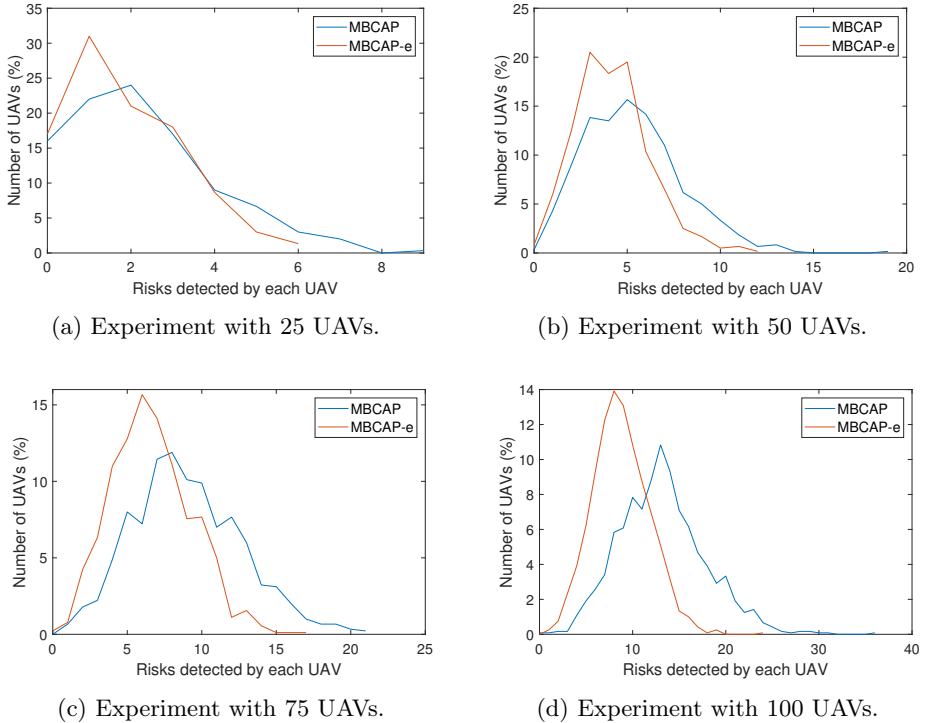 35
30
25
20
15
10
5
0
Number of UAVs (%)
MBCAP
MBCAP-e
0 2 4 6 8
Risks detected by each UAV
(a) Experiment with 25 UAVs.
25
20
15
10
5
0
Number of UAVs (%)
MBCAP
MBCAP-e
0 5 10 15 20
Risks detected by each UAV
(b) Experiment with 50 UAVs.
15
10
5
0
Number of UAVs (%)
MBCAP
MBCAP-e
0 5 10 15 20 25
Risks detected by each UAV
(c) Experiment with 75 UAVs.
14
12
10
8
6
4
2
0
Number of UAVs (%)
MBCAP
MBCAP-e
0 10 20 30 40
Risks detected by each UAV
(d) Experiment with 100 UAVs.